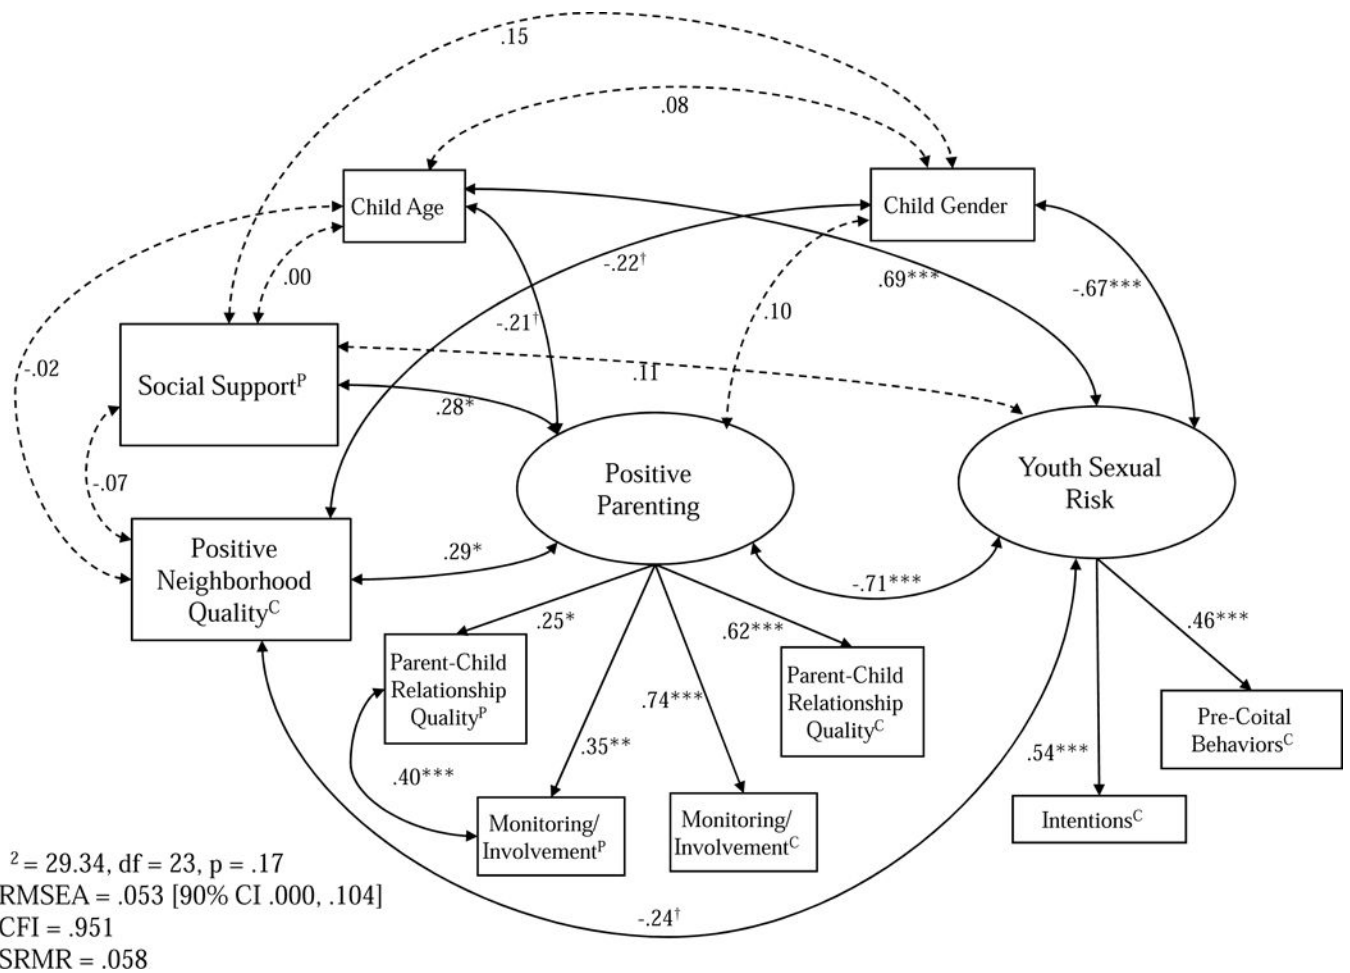 .15
.08
Child Age
Child Gender
-.22†
.69***
-.67***
.00
-.21†
.10
-.02
Social Supportᴾ
.11
.28*
-.07
Positive
Parenting
Youth Sexual
Risk
Positive
Neighborhood
Qualityᶜ
.29*
-.71***
.25*
.62***
.46***
Parent-Child
Relationship
Qualityᴾ
.74***
Parent-Child
Relationship
Qualityᶜ
Pre-Coital
Behaviorsᶜ
.35**
.54***
.40***
Monitoring/
Involvementᴾ
Monitoring/
Involvementᶜ
Intentionsᶜ
-.24†
² = 29.34, df = 23, p = .17
RMSEA = .053 [90% CI .000, .104]
CFI = .951
SRMR = .058